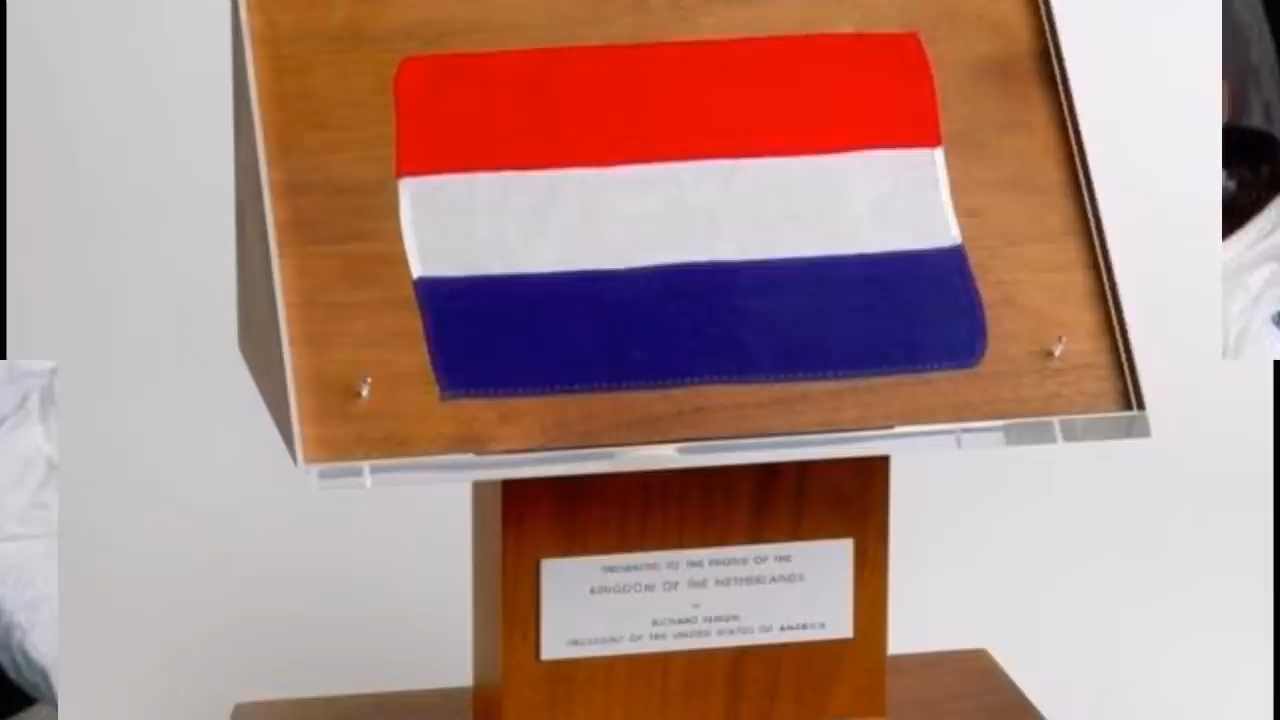 PRESENTED TO THE PEOPLE OF THE
KINGDOM OF THE NETHERLANDS
BY
RICHARD NIXON
PRESIDENT OF THE UNITED STATES OF AMERICA